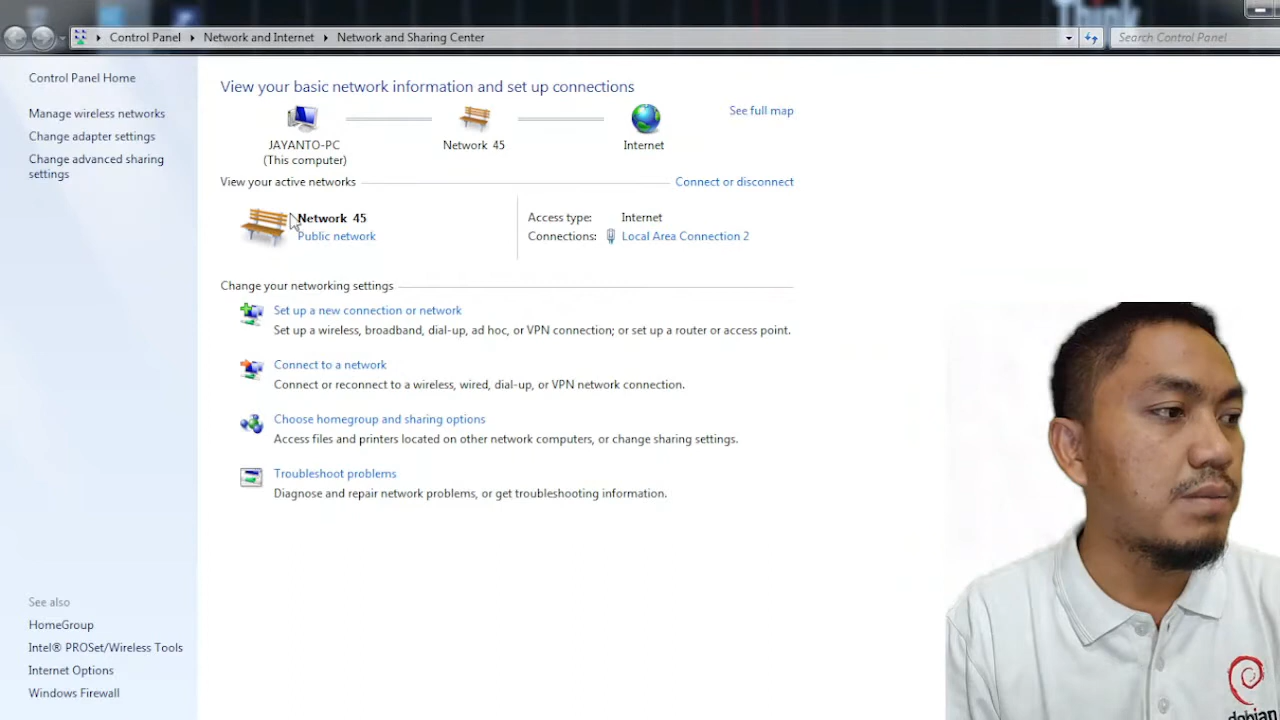 Think
Control Panel
Network and Internet
Network and Sharing Center
Search Control Panel
Control Panel Home
Manage wireless networks
Change adapter settings
Change advanced sharing
settings
View your basic network information and set up connections
See full map
JAYANTO-PC
(This computer)
Network 45
Internet
View your active networks
Connect or disconnect
Network 45
Public network
Access type: Internet
Connections: Local Area Connection 2
Change your networking settings
Set up a new connection or network
Set up a wireless, broadband, dial-up, ad hoc, or VPN connection; or set up a router or access point.
Connect to a network
Connect or reconnect to a wireless, wired, dial-up, or VPN network connection.
Choose homegroup and sharing options
Access files and printers located on other network computers, or change sharing settings.
Troubleshoot problems
Diagnose and repair network problems, or get troubleshooting information.
See also
HomeGroup
Intel® PROSet/Wireless Tools
Internet Options
Windows Firewall
debian